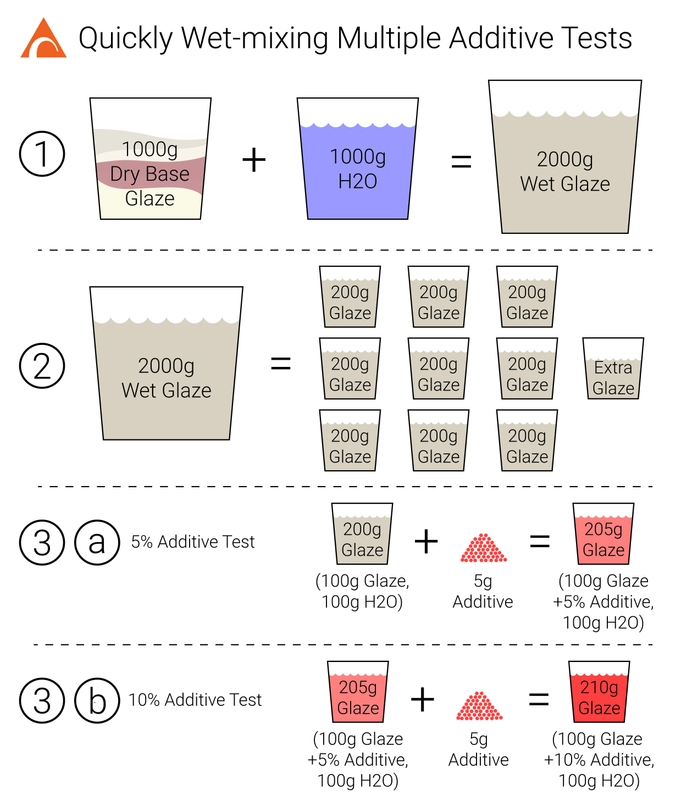 Quickly Wet-mixing Multiple Additive Tests
1
1000g
Dry Base
Glaze
+
1000g
H2O
=
2000g
Wet Glaze
2
2000g
Wet Glaze
=
200g
Glaze
200g
Glaze
200g
Glaze
200g
Glaze
200g
Glaze
200g
Glaze
Extra
Glaze
200g
Glaze
200g
Glaze
200g
Glaze
3 a 5% Additive Test
200g
Glaze
(100g Glaze,
100g H2O)
+
5g
Additive
=
205g
Glaze
(100g Glaze
+5% Additive,
100g H2O)
3 b 10% Additive Test
205g
Glaze
(100g Glaze
+5% Additive,
100g H2O)
+
5g
Additive
=
210g
Glaze
(100g Glaze
+10% Additive,
100g H2O)